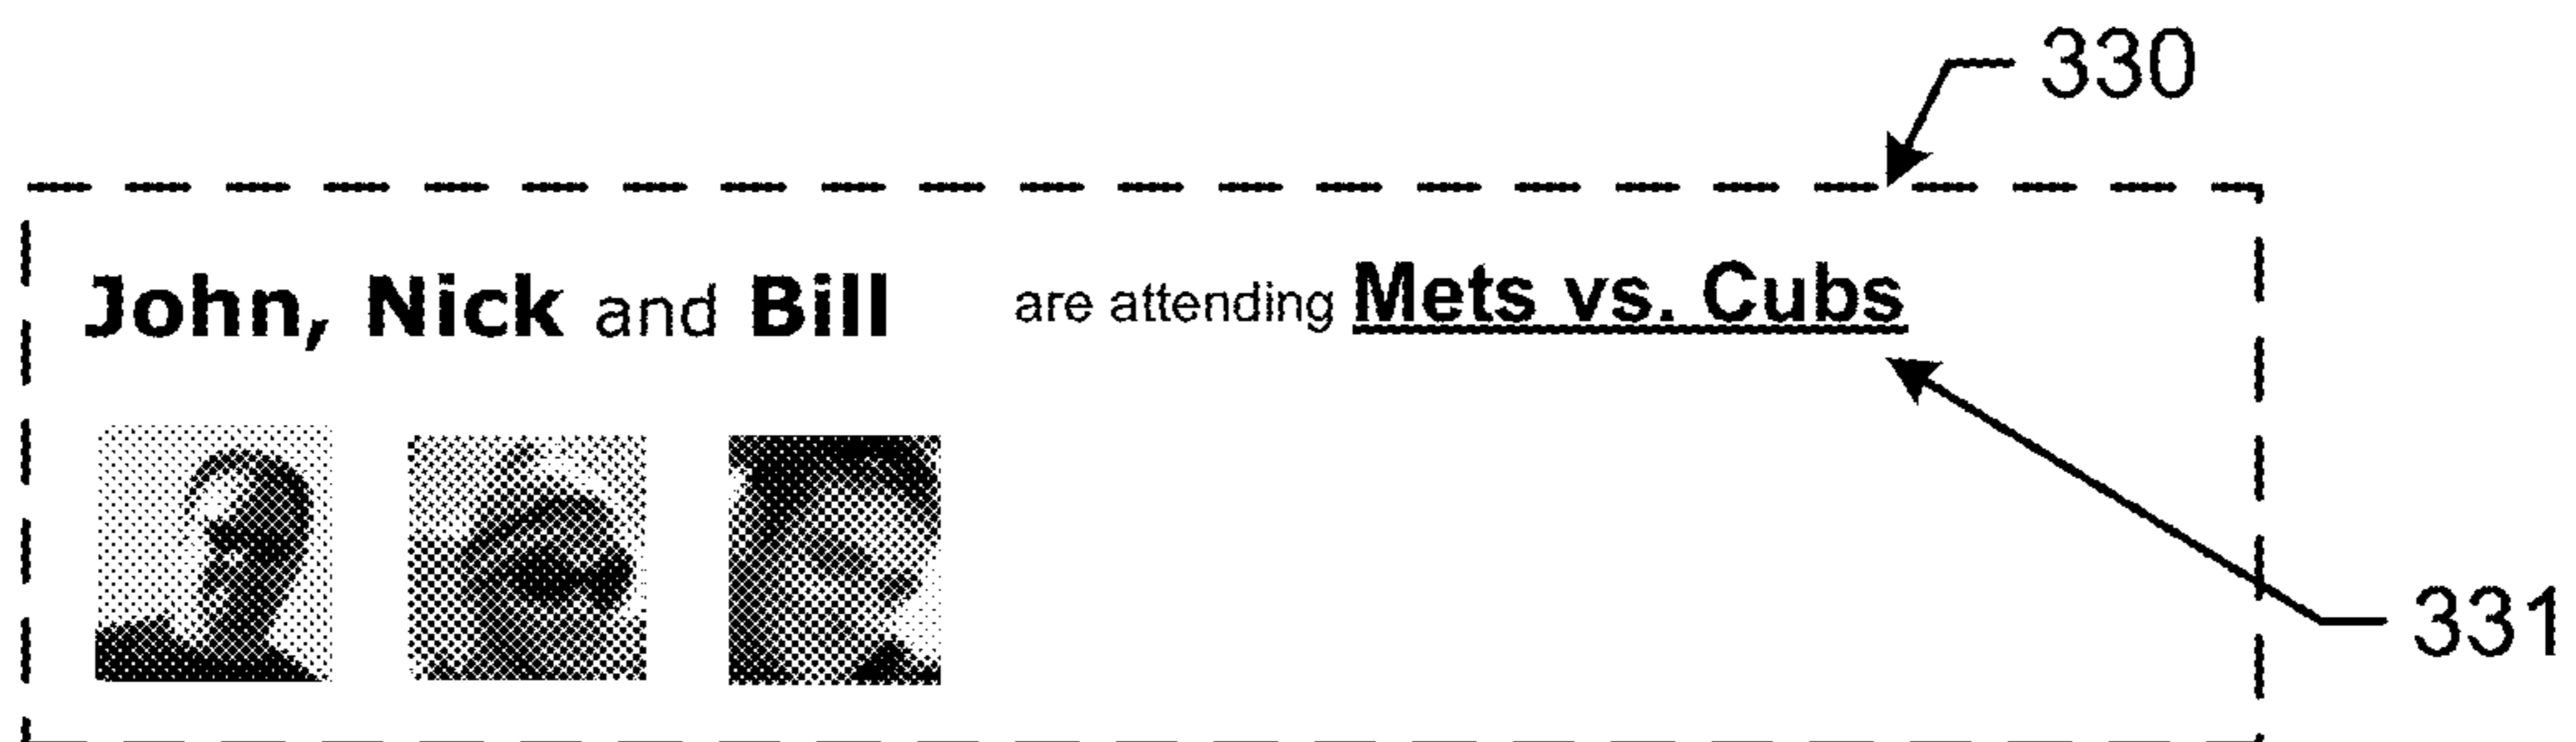 330
John, Nick and Bill are attending Mets vs. Cubs
331